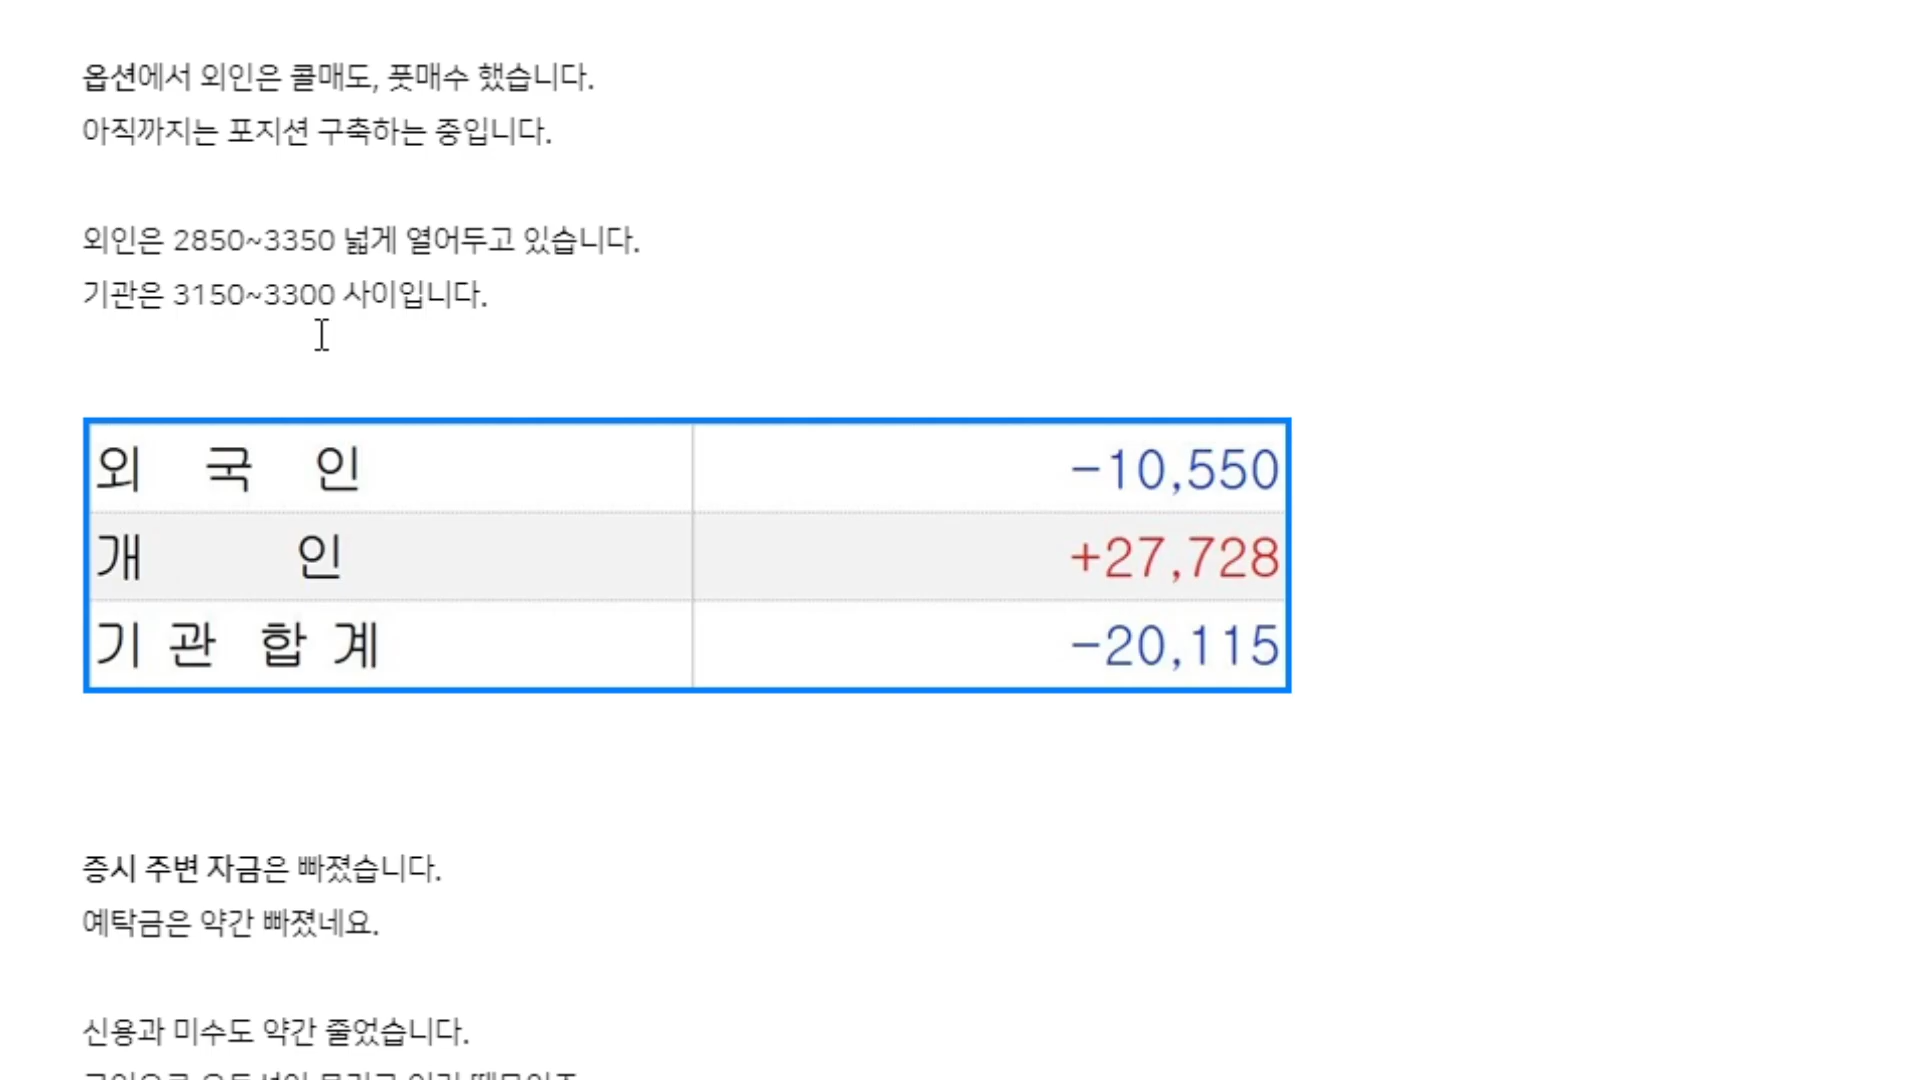 옵션에서 외인은 콜매도, 풋매수 했습니다.
아직까지는 포지션 구축하는 중입니다.
외인은 2850~3350 넓게 열어두고 있습니다.
기관은 3150~3300 사이입니다.
외 국 인 -10,550
개 인 +27,728
기 관 합 계 -20,115
증시 주변 자금은 빠졌습니다.
예탁금은 약간 빠졌네요.
신용과 미수도 약간 줄었습니다.